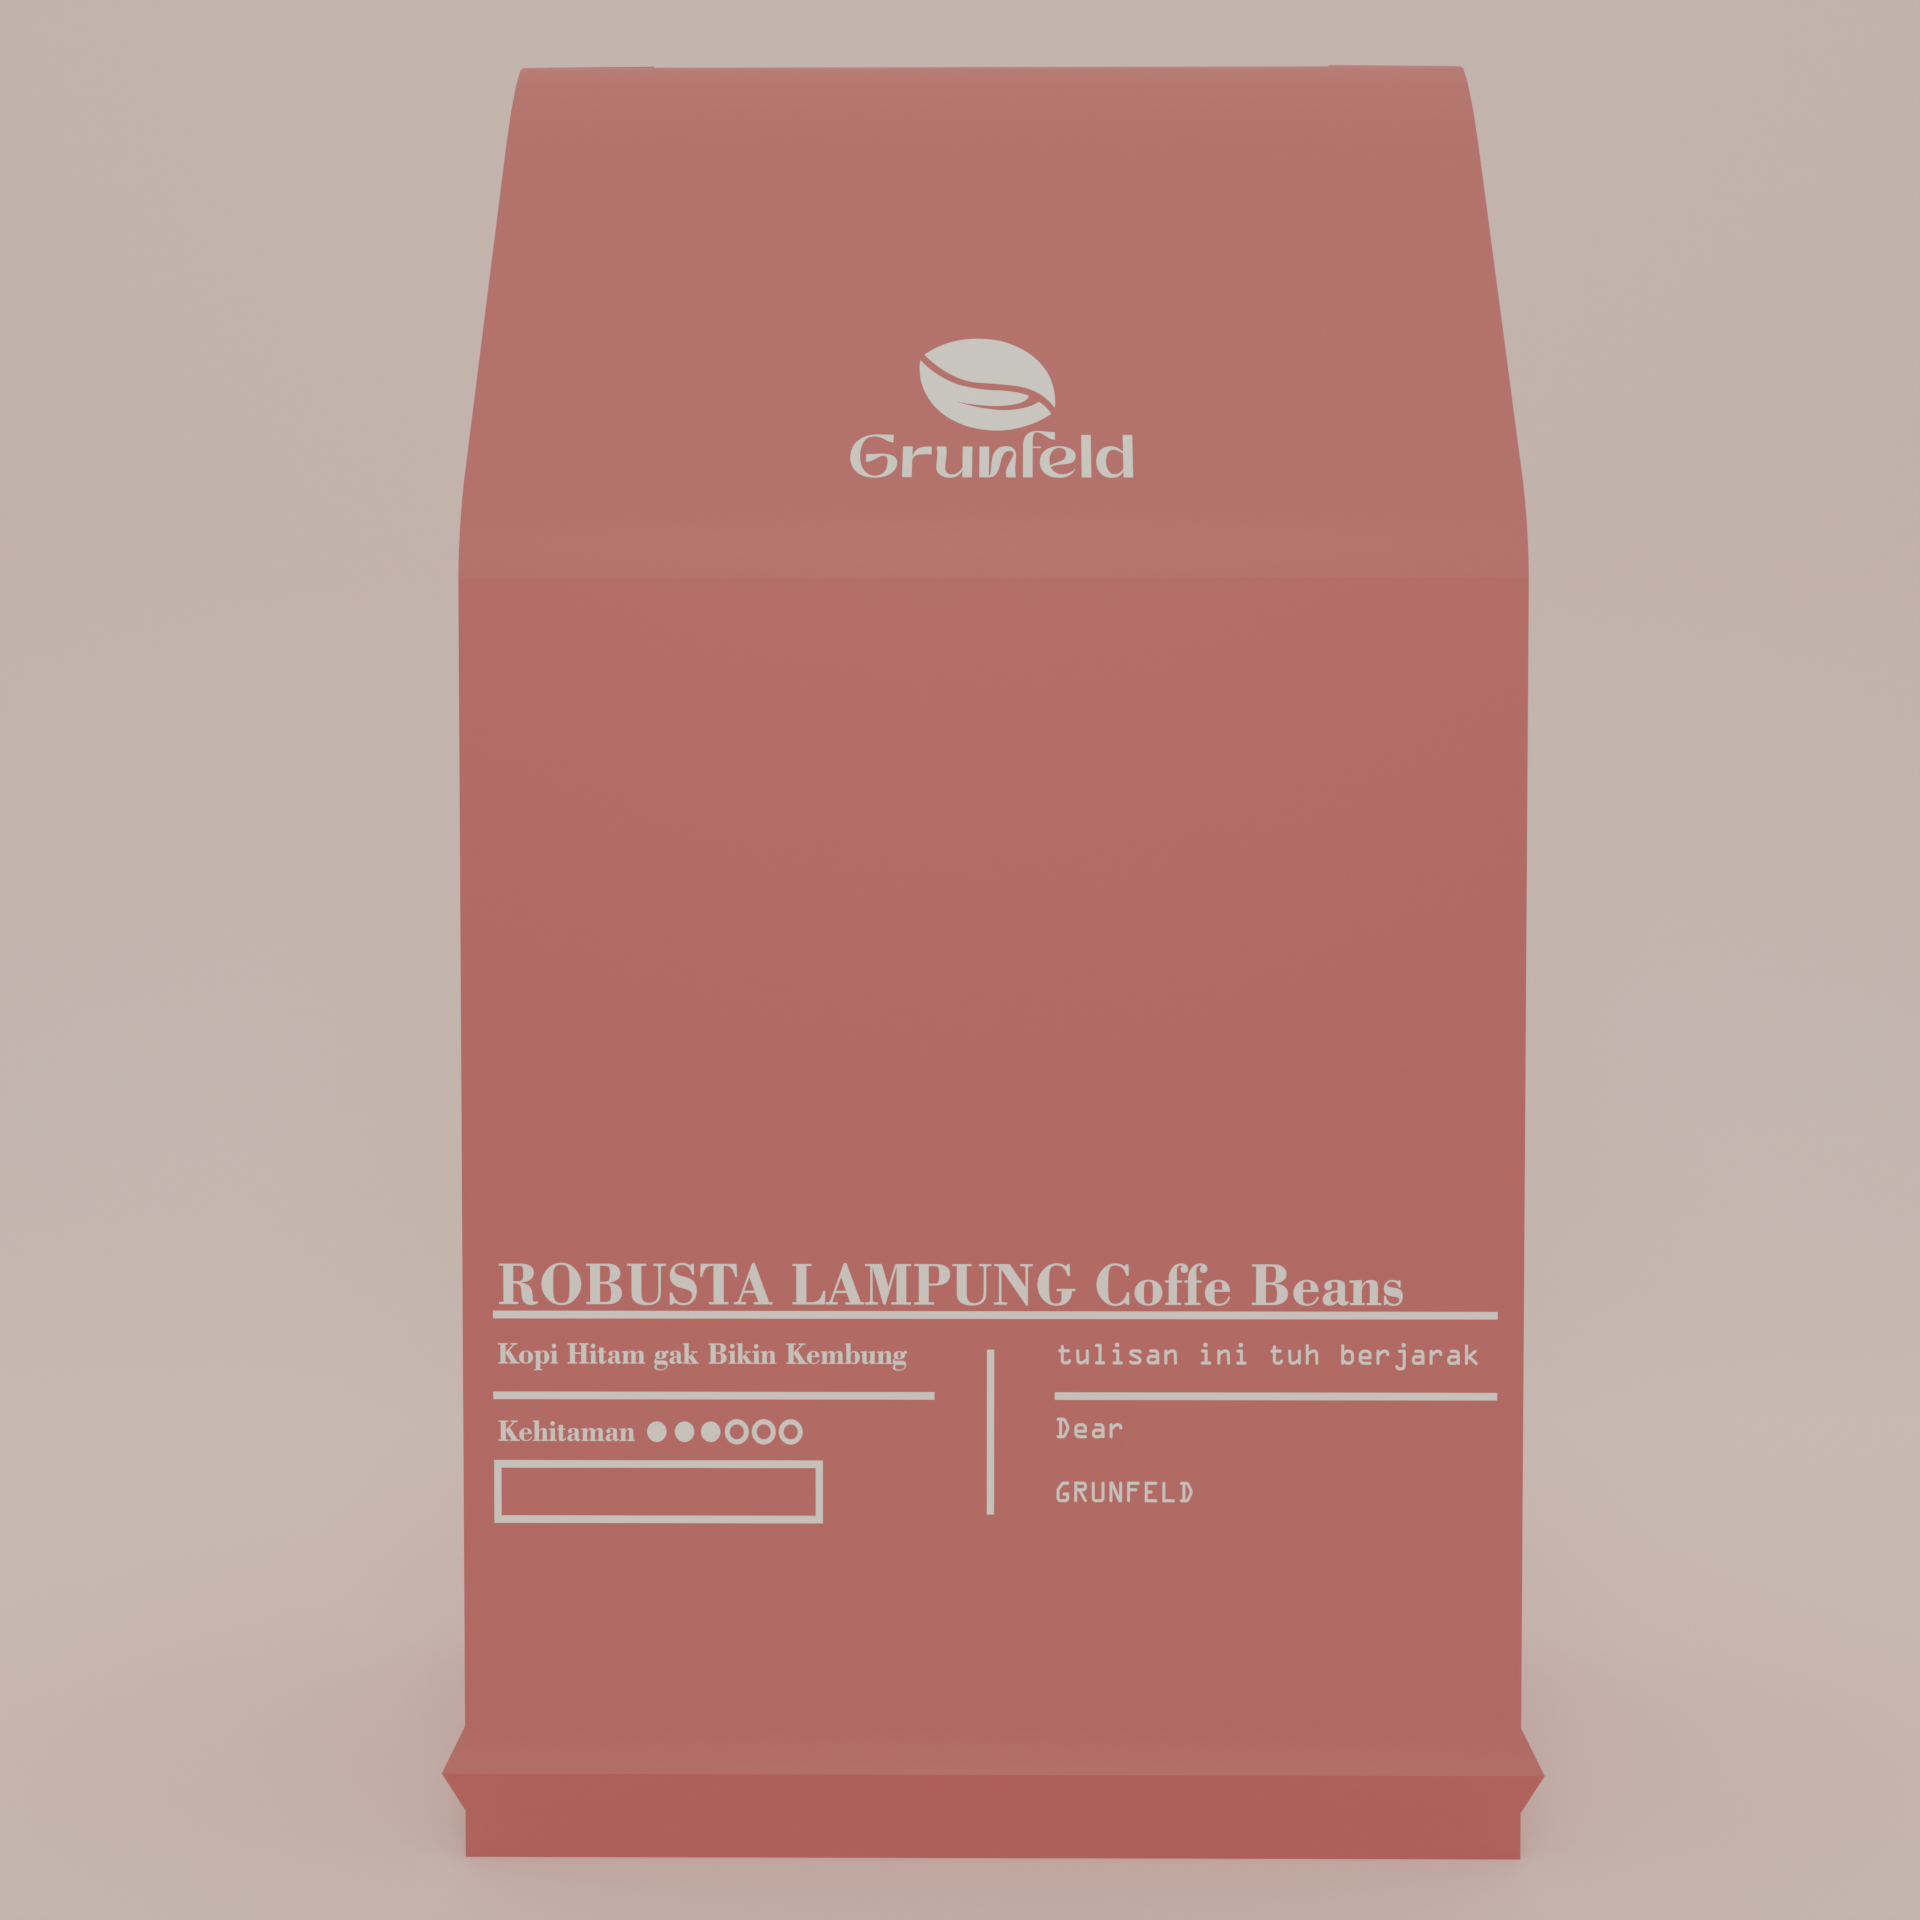 Grunfeld
ROBUSTA LAMPUNG Coffe Beans
Kopi Hitam gak Bikin Kembung
Kehitaman
tulisan ini tuh berjarak
Dear
GRUNFELD